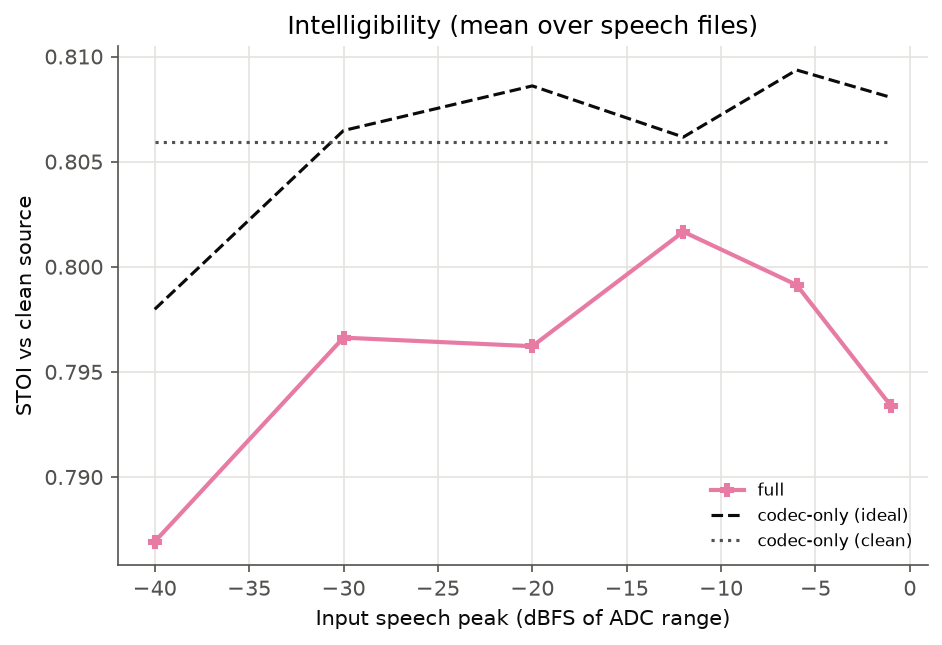 Intelligibility (mean over speech files)
0.810
0.805
0.800
0.795
0.790
STOI vs clean source
full
codec-only (ideal)
codec-only (clean)
−40 −35 −30 −25 −20 −15 −10 −5 0
Input speech peak (dBFS of ADC range)